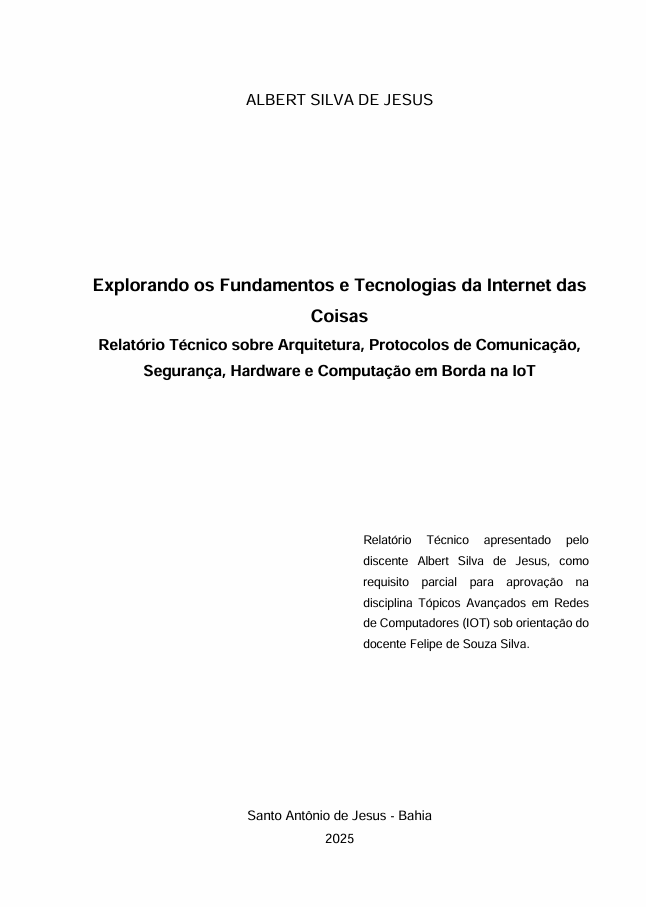 ALBERT SILVA DE JESUS
Explorando os Fundamentos e Tecnologias da Internet das
Coisas
Relatório Técnico sobre Arquitetura, Protocolos de Comunicação,
Segurança, Hardware e Computação em Borda na IoT
Relatório Técnico apresentado pelo
discente Albert Silva de Jesus, como
requisito parcial para aprovação na
disciplina Tópicos Avançados em Redes
de Computadores (IOT) sob orientação do
docente Felipe de Souza Silva.
Santo Antônio de Jesus - Bahia
2025